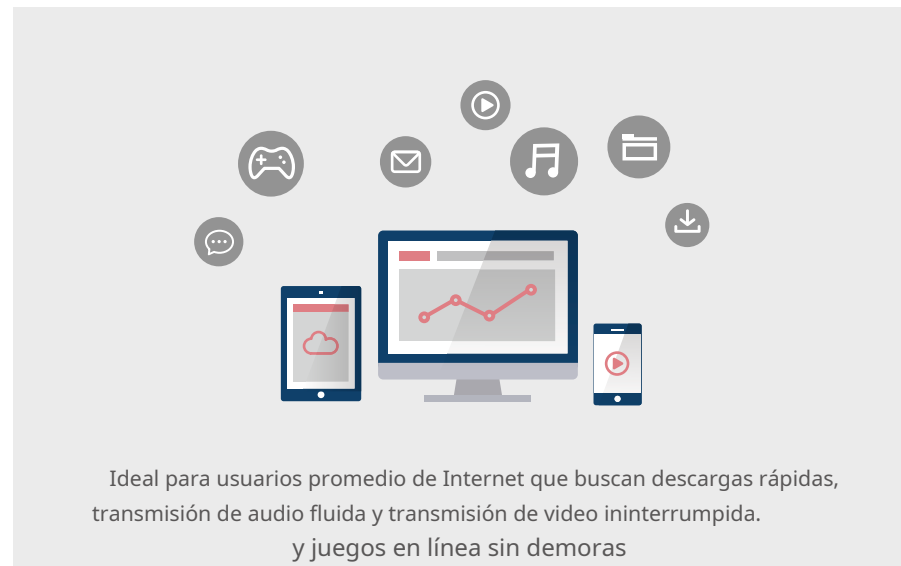 Ideal para usuarios promedio de Internet que buscan descargas rápidas,
transmisión de audio fluida y transmisión de video ininterrumpida.
y juegos en línea sin demoras